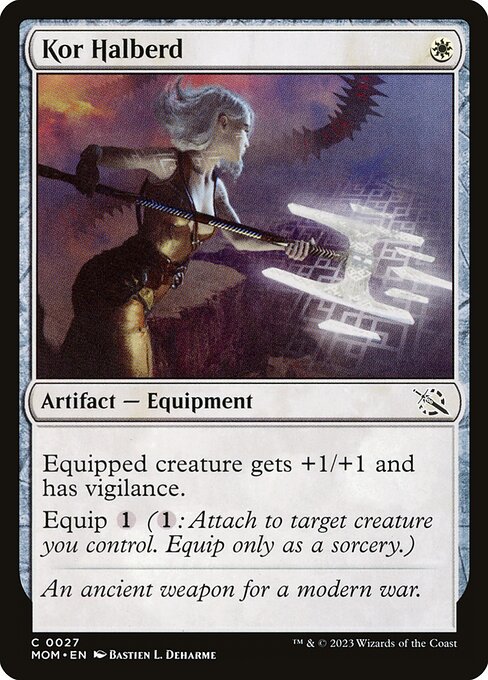 Kor Halberd
Artifact — Equipment
Equipped creature gets +1/+1 and
has vigilance.
Equip 1 (1: Attach to target creature
you control. Equip only as a sorcery.)
An ancient weapon for a modern war.
C 0027
MOM • EN Bastien L. Deharme
™ & © 2023 Wizards of the Coast